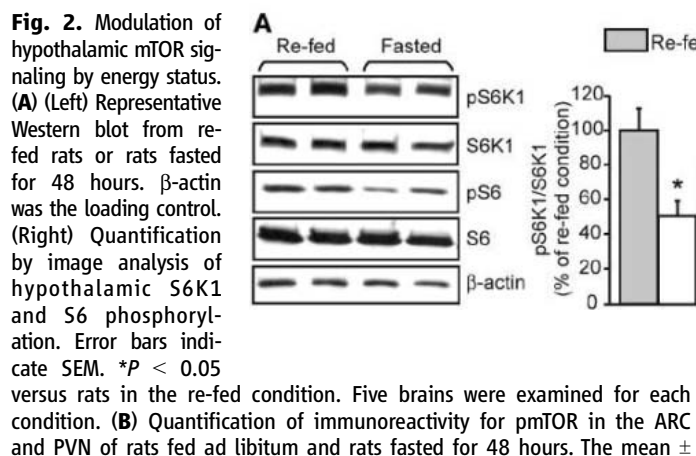 Fig. 2. Modulation of
hypothalamic mTOR sig-
naling by energy status.
(A) (Left) Representative
Western blot from re-
fed rats or rats fasted
for 48 hours. β-actin
was the loading control.
(Right) Quantification
by image analysis of
hypothalamic S6K1
and S6 phosphoryl-
ation. Error bars indi-
cate SEM. *P < 0.05
versus rats in the re-fed condition. Five brains were examined for each
condition. (B) Quantification of immunoreactivity for pmTOR in the ARC
and PVN of rats fed ad libitum and rats fasted for 48 hours. The mean ±
A
Re-fed Fasted
pS6K1
S6K1
pS6
S6
β-actin
Re-fe
pS6K1/S6K1
(% of re-fed condition)
120
100
80
60
40
20
0
*